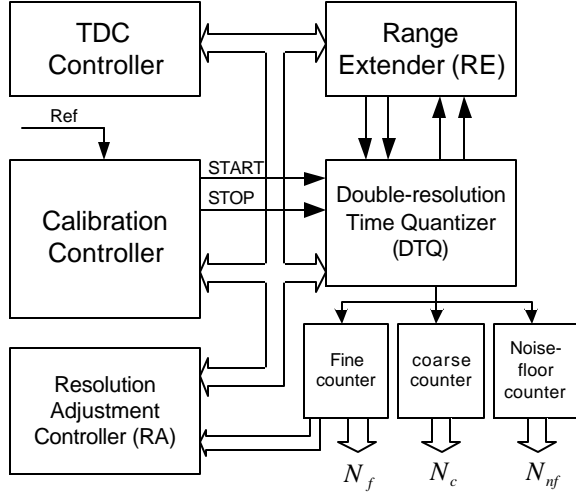 TDC
Controller
Range
Extender (RE)
Ref
Calibration
Controller
START
STOP
Double-resolution
Time Quantizer
(DTQ)
Resolution
Adjustment
Controller (RA)
Fine
counter
coarse
counter
Noise-
floor
counter
N_f
N_c
N_nf